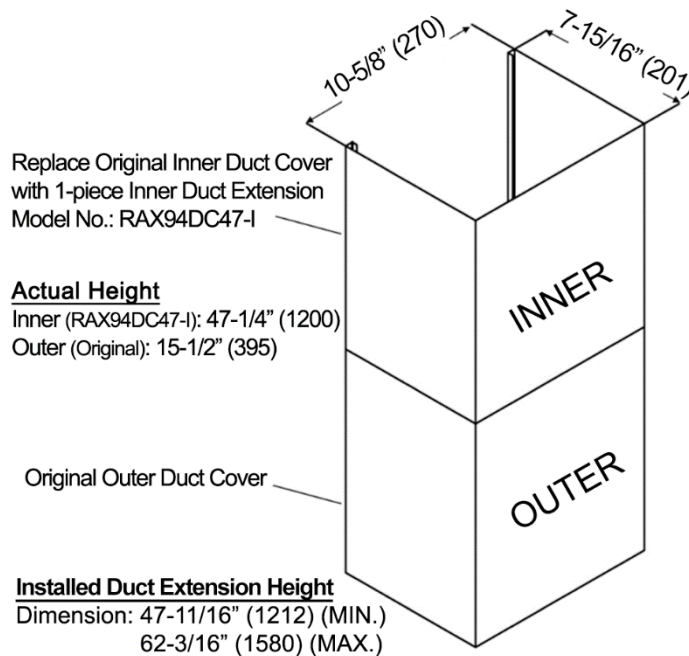 10-5/8” (270)
7-15/16” (201)
Replace Original Inner Duct Cover
with 1-piece Inner Duct Extension
Model No.: RAX94DC47-I
INNER
Actual Height
Inner (RAX94DC47-I): 47-1/4” (1200)
Outer (Original): 15-1/2” (395)
Original Outer Duct Cover
OUTER
Installed Duct Extension Height
Dimension: 47-11/16” (1212) (MIN.)
62-3/16” (1580) (MAX.)